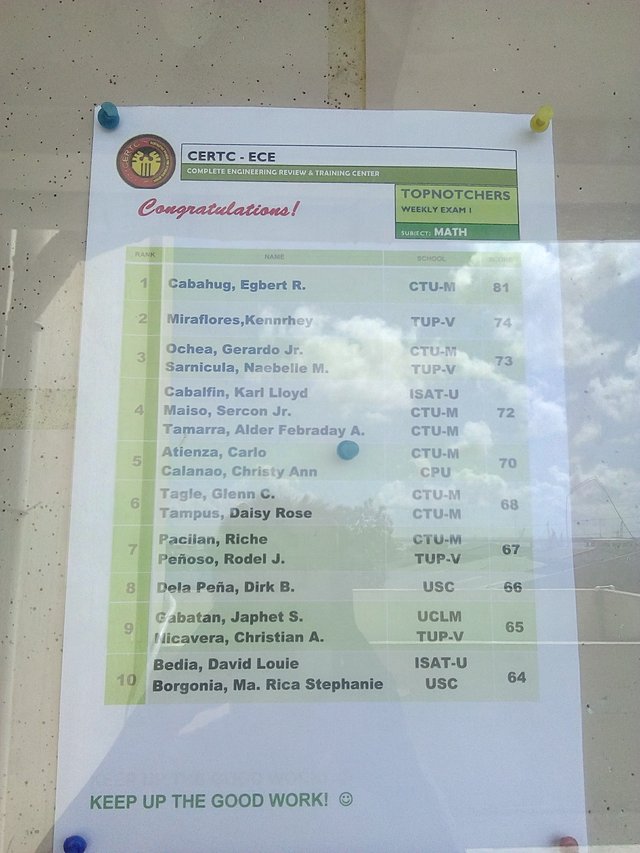 CERTC
CERTC - ECE
COMPLETE ENGINEERING REVIEW & TRAINING CENTER
Congratulations!
TOPNOTCHERS
WEEKLY EXAM I
SUBJECT: MATH
RANK NAME SCHOOL SCORE
1 Cabahug, Egbert R. CTU-M 81
2 Miraflores,Kennrhey TUP-V 74
3 Ochea, Gerardo Jr. CTU-M 73
Sarnicula, Naebelle M. TUP-V
4 Cabalfin, Karl Lloyd ISAT-U 72
Maiso, Sercon Jr. CTU-M
Tamarra, Alder Febraday A. CTU-M
5 Atienza, Carlo CTU-M 70
Calanao, Christy Ann CPU
6 Tagle, Glenn C. CTU-M 68
Tampus, Daisy Rose CTU-M
7 Pacilan, Riche CTU-M 67
Peñoso, Rodel J. TUP-V
8 Dela Peña, Dirk B. USC 66
9 Gabatan, Japhet S. UCLM 65
Nicavera, Christian A. TUP-V
10 Bedia, David Louie ISAT-U 64
Borgonia, Ma. Rica Stephanie USC
KEEP UP THE GOOD WORK! ☺